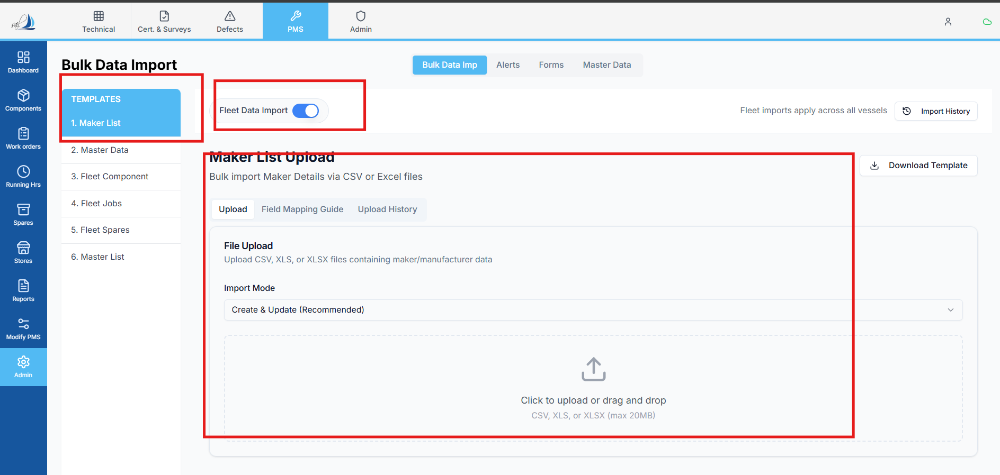 sail
Technical
Cert. & Surveys
Defects
PMS
Admin
Dashboard
Components
Work orders
Running Hrs
Spares
Stores
Reports
Modify PMS
Admin
Bulk Data Import
Bulk Data Imp
Alerts
Forms
Master Data
TEMPLATES
1. Maker List
2. Master Data
3. Fleet Component
4. Fleet Jobs
5. Fleet Spares
6. Master List
Fleet Data Import
Fleet imports apply across all vessels
Import History
Maker List Upload
Bulk import Maker Details via CSV or Excel files
Download Template
Upload
Field Mapping Guide
Upload History
File Upload
Upload CSV, XLS, or XLSX files containing maker/manufacturer data
Import Mode
Create & Update (Recommended)
Click to upload or drag and drop
CSV, XLS, or XLSX (max 20MB)